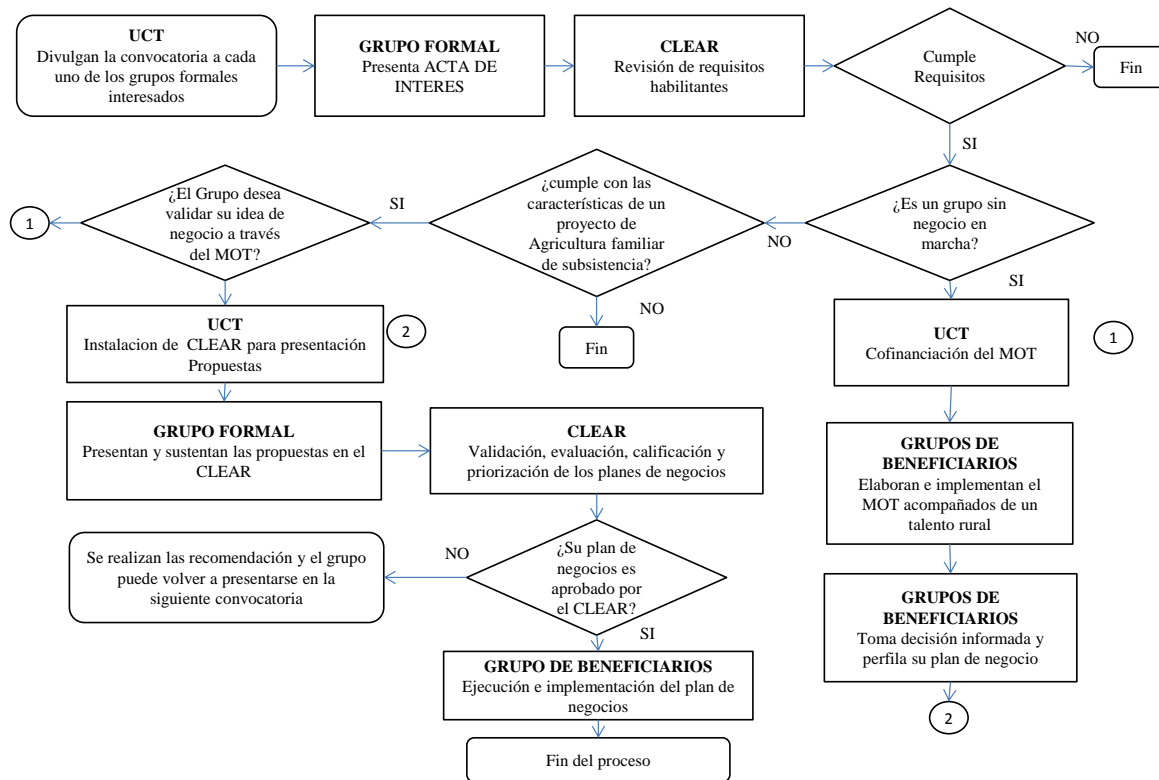 UCT
Divulgan la convocatoria a cada
uno de los grupos formales
interesados
GRUPO FORMAL
Presenta ACTA DE
INTERES
CLEAR
Revisión de requisitos
habilitantes
Cumple
Requisitos
NO
Fin
SI
¿Es un grupo sin
negocio en
marcha?
NO
¿cumple con las
características de un
proyecto de
Agricultura familiar
de subsistencia?
SI
¿El Grupo desea
validar su idea de
negocio a través
del MOT?
1
NO
Fin
SI
UCT
Cofinanciación del MOT
1
UCT
Instalacion de CLEAR para presentación
Propuestas
2
GRUPO FORMAL
Presentan y sustentan las propuestas en el
CLEAR
CLEAR
Validación, evaluación, calificación y
priorización de los planes de negocios
GRUPOS DE
BENEFICIARIOS
Elaboran e implementan el
MOT acompañados de un
talento rural
¿Su plan de
negocios es
aprobado por
el CLEAR?
NO
Se realizan las recomendación y el grupo
puede volver a presentarse en la
siguiente convocatoria
SI
GRUPOS DE
BENEFICIARIOS
Toma decisión informada y
perfila su plan de negocio
2
GRUPO DE BENEFICIARIOS
Ejecución e implementación del plan de
negocios
Fin del proceso